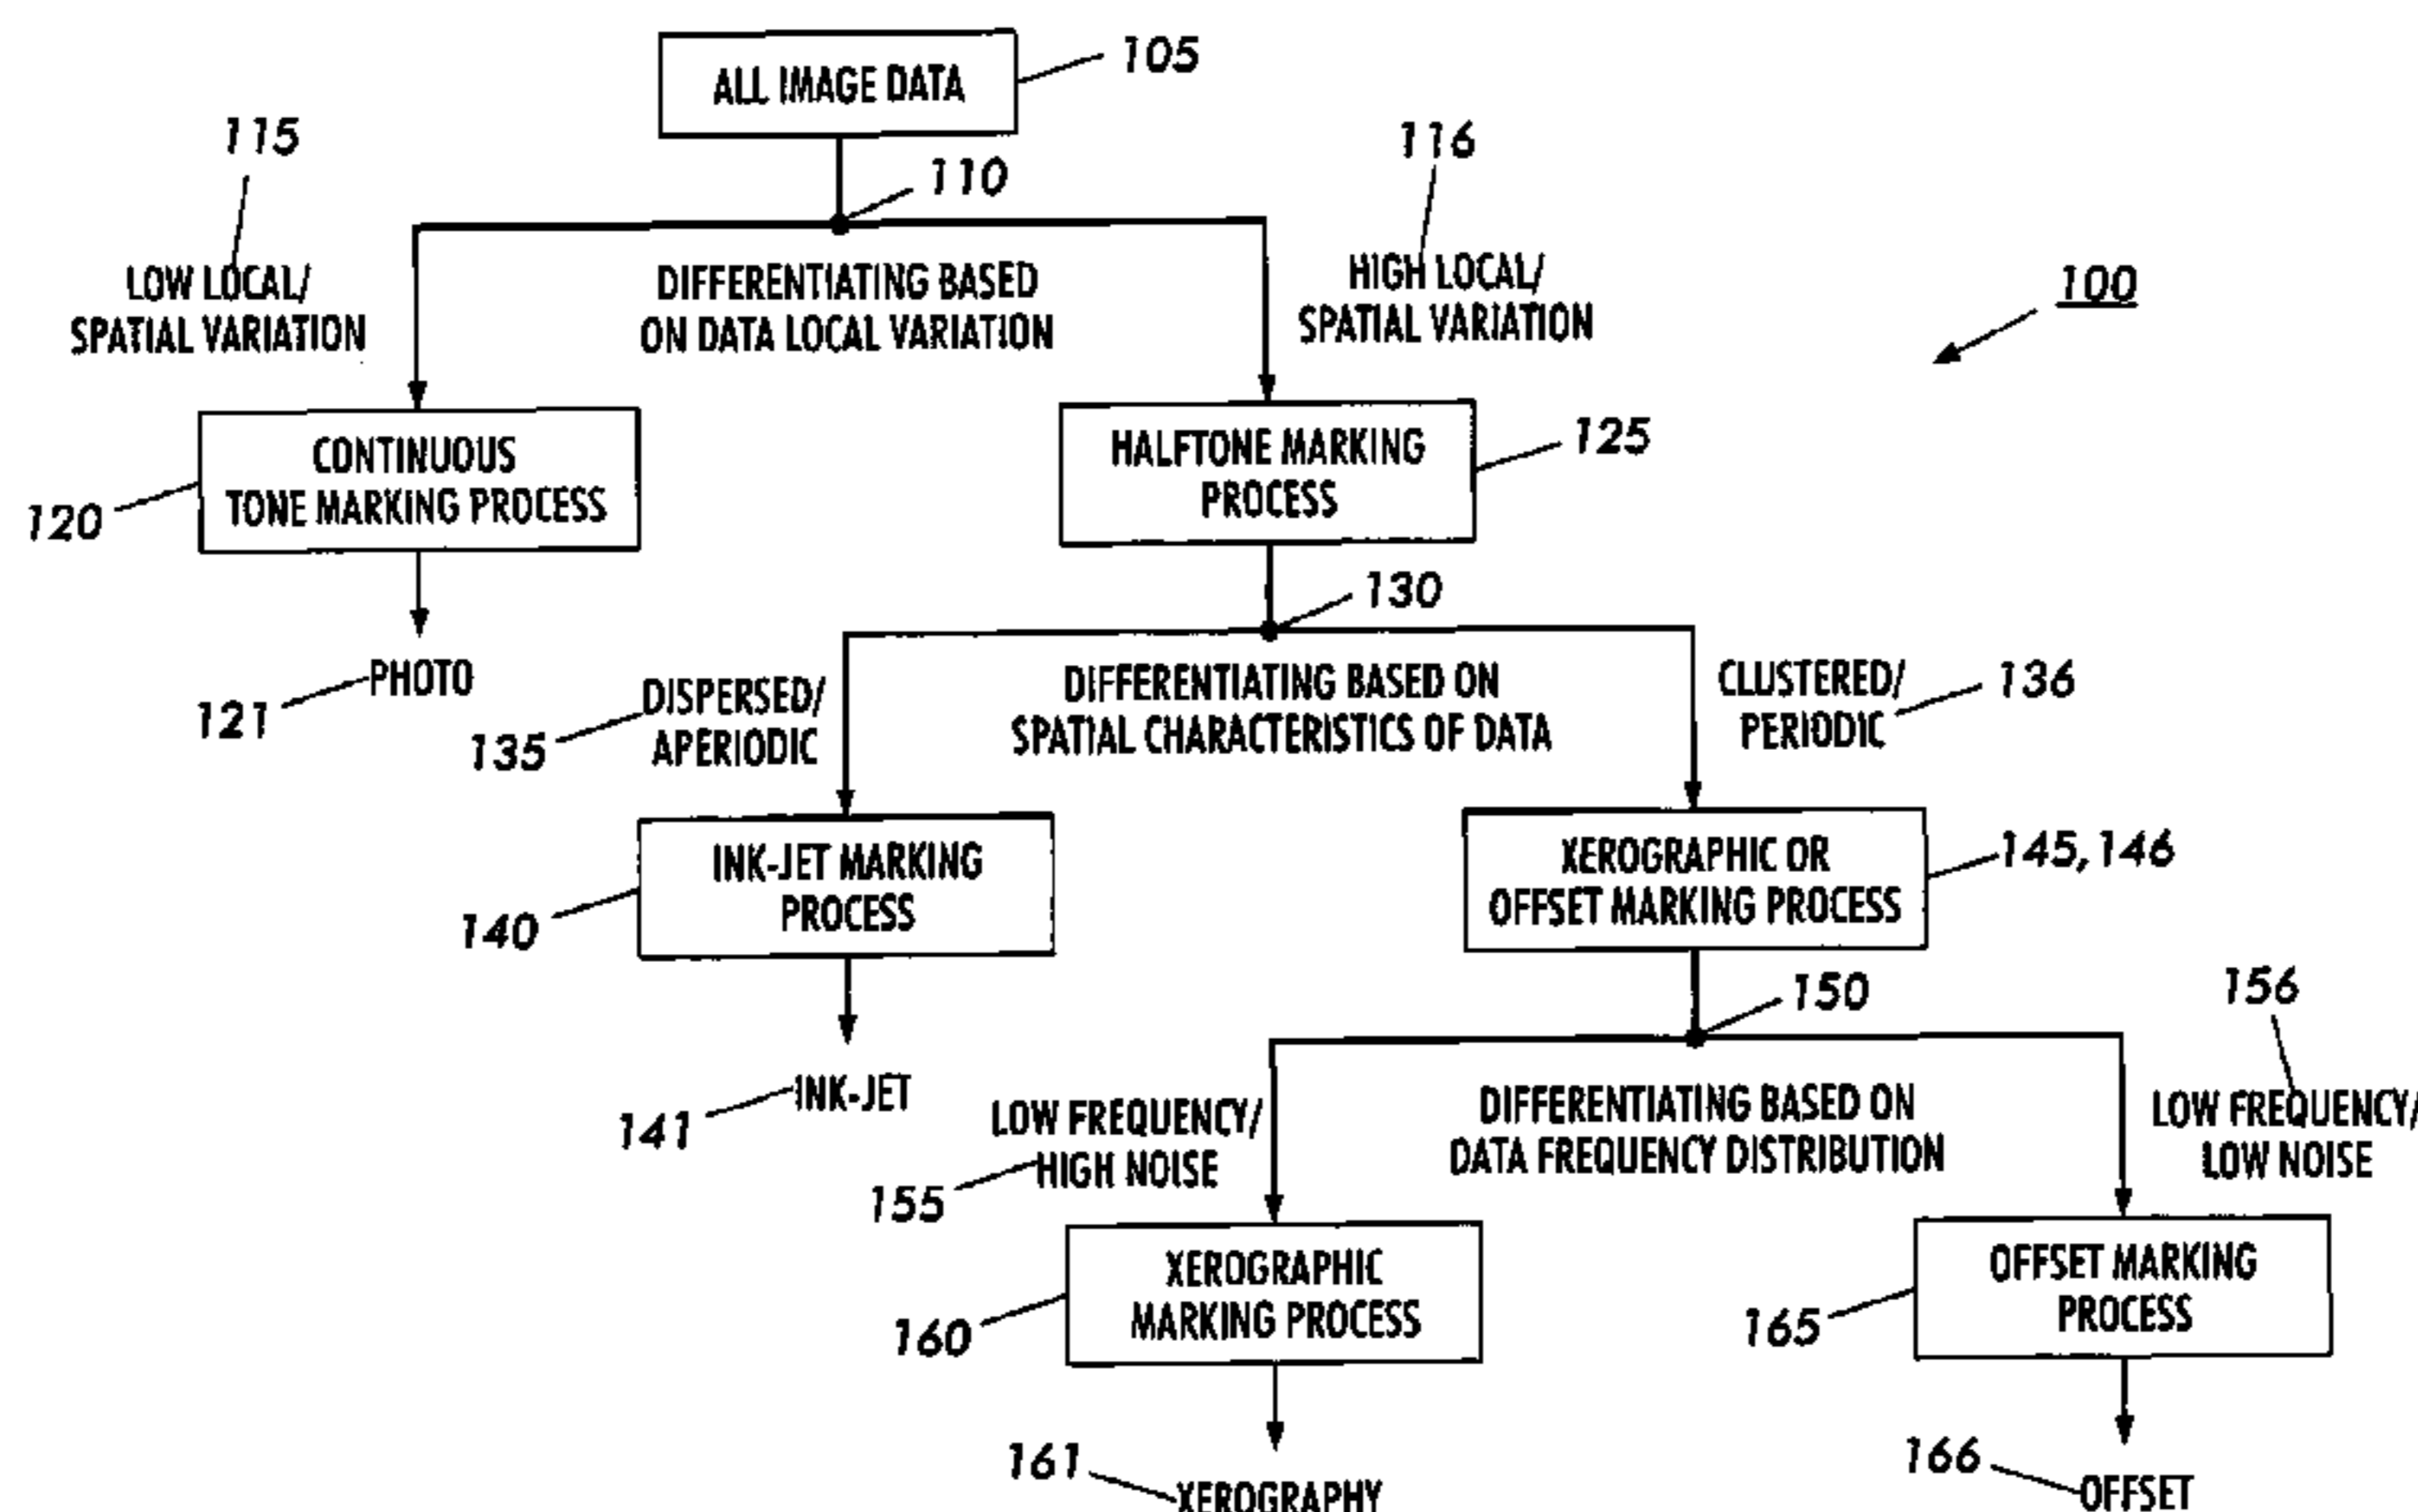 ALL IMAGE DATA
105
115
116
110
LOW LOCAL/
SPATIAL VARIATION
DIFFERENTIATING BASED
ON DATA LOCAL VARIATION
HIGH LOCAL/
SPATIAL VARIATION
100
CONTINUOUS
TONE MARKING PROCESS
120
HALFTONE MARKING
PROCESS
125
130
PHOTO
121
DISPERSED/
APERIODIC
135
DIFFERENTIATING BASED ON
SPATIAL CHARACTERISTICS OF DATA
CLUSTERED/
PERIODIC
136
INK-JET MARKING
PROCESS
140
XEROGRAPHIC OR
OFFSET MARKING PROCESS
145, 146
150
156
INK-JET
141
LOW FREQUENCY/
HIGH NOISE
155
DIFFERENTIATING BASED ON
DATA FREQUENCY DISTRIBUTION
LOW FREQUENCY/
LOW NOISE
XEROGRAPHIC
MARKING PROCESS
160
OFFSET MARKING
PROCESS
165
161
XEROGRAPHY
166
OFFSET